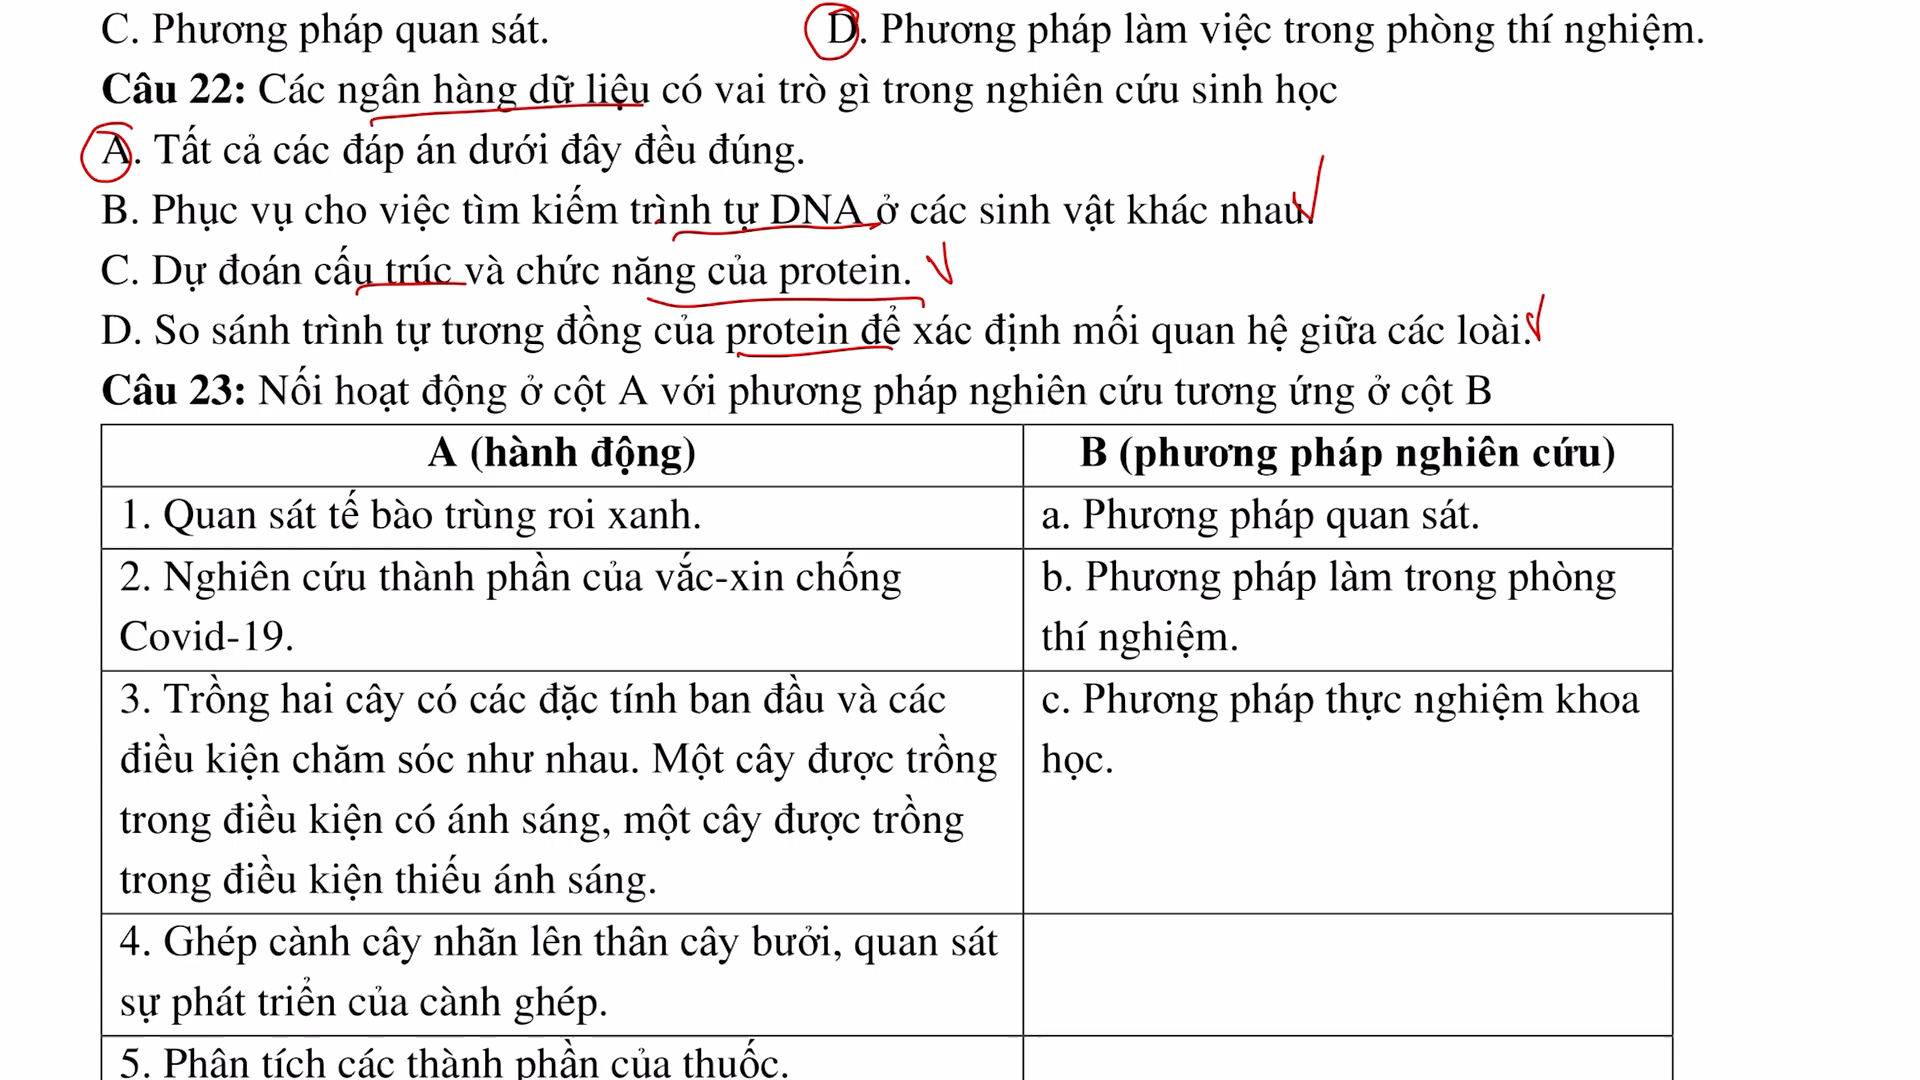 C. Phương pháp quan sát. D. Phương pháp làm việc trong phòng thí nghiệm.
Câu 22: Các ngân hàng dữ liệu có vai trò gì trong nghiên cứu sinh học
A. Tất cả các đáp án dưới đây đều đúng.
B. Phục vụ cho việc tìm kiếm trình tự DNA ở các sinh vật khác nhau.
C. Dự đoán cấu trúc và chức năng của protein.
D. So sánh trình tự tương đồng của protein để xác định mối quan hệ giữa các loài.
Câu 23: Nối hoạt động ở cột A với phương pháp nghiên cứu tương ứng ở cột B
A (hành động) B (phương pháp nghiên cứu)
1. Quan sát tế bào trùng roi xanh. a. Phương pháp quan sát.
2. Nghiên cứu thành phần của vắc-xin chống b. Phương pháp làm trong phòng
Covid-19. thí nghiệm.
3. Trồng hai cây có các đặc tính ban đầu và các c. Phương pháp thực nghiệm khoa
điều kiện chăm sóc như nhau. Một cây được trồng học.
trong điều kiện có ánh sáng, một cây được trồng
trong điều kiện thiếu ánh sáng.
4. Ghép cành cây nhãn lên thân cây bưởi, quan sát
sự phát triển của cành ghép.
5. Phân tích các thành phần của thuốc.